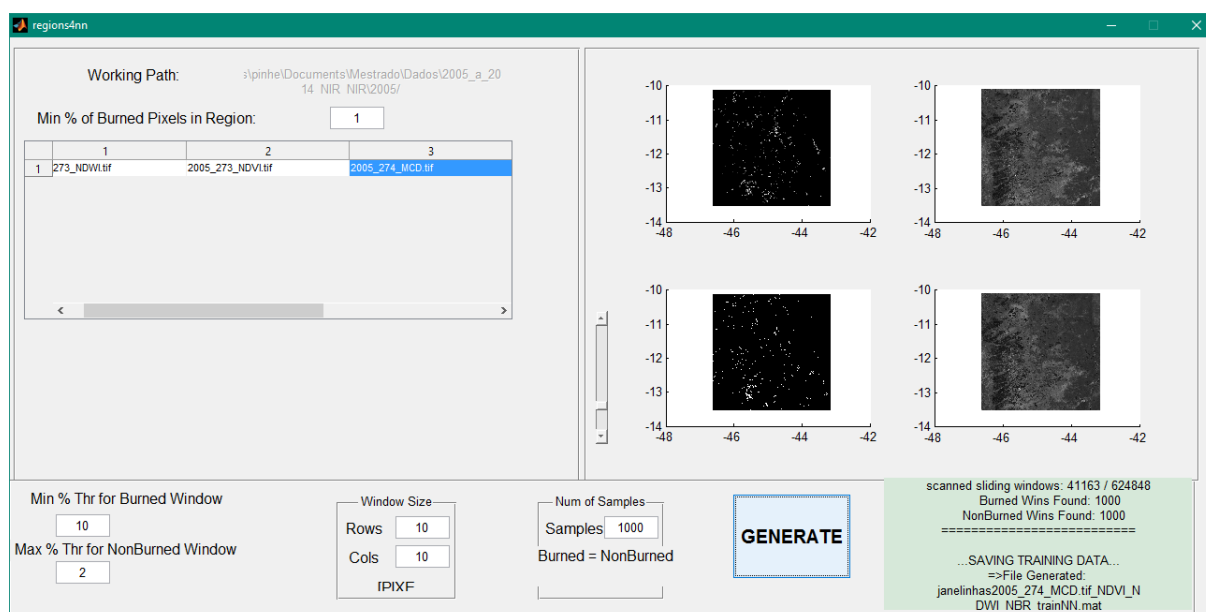 regions4nn
Working Path:
s\pinhe\Documents\Mestrado\Dados\2005_a_20
14_NIR_NIR\2005/
Min % of Burned Pixels in Region:
1
1 2 3
1 273_NDWI.tif 2005_273_NDVI.tif 2005_274_MCD.tif
-10
-11
-12
-13
-14
-48 -46 -44 -42
-10
-11
-12
-13
-14
-48 -46 -44 -42
-10
-11
-12
-13
-14
-48 -46 -44 -42
-10
-11
-12
-13
-14
-48 -46 -44 -42
Min % Thr for Burned Window
10
Max % Thr for NonBurned Window
2
Window Size
Rows 10
Cols 10
Num of Samples
Samples 1000
Burned = NonBurned
GENERATE
scanned sliding windows: 41163 / 624848
Burned Wins Found: 1000
NonBurned Wins Found: 1000
==========================
...SAVING TRAINING DATA...
=>File Generated:
janelinhas2005_274_MCD.tif_NDVI_N
DWI_NBR_trainNN.mat